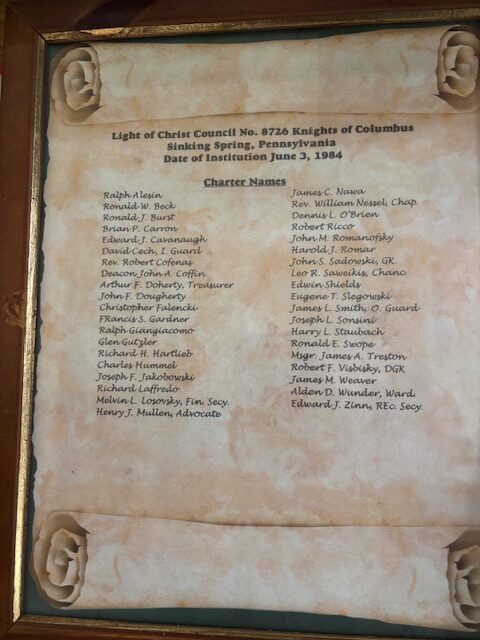 Light of Christ Council No. 8726 Knights of Columbus
Sinking Spring, Pennsylvania
Date of Institution June 3, 1984
Charter Names
Ralph Alesin
Ronald W. Beck
Ronald J. Burst
Brian P. Carron
Edward J. Cavanaugh
David Cech, I. Guard
Rev. Robert Cofenas
Deacon John A. Coffin
Arthur F. Doherty, Treasurer
John F. Dougherty
Christopher Falencki
FRancis S. Gardner
Ralph Giangiacomo
Glen Gutzler
Richard H. Hartlieb
Charles Hummel
Joseph F. Jakobowski
Richard Laffredo
Melvin L. Losovsky, Fin. Secy.
Henry J. Mullen, Advocate
James C. Nawa
Rev. William Nessel, Chap.
Dennis L. O'Brien
Robert Ricco
John M. Romanofsky
Harold J. Romar
John S. Sadowski, GK.
Leo R. Saweikis, Chanc.
Edwin Shields
Eugene T. Slegowski
James L. Smith, O. Guard
Joseph L. Sonsini
Harry L. Staubach
Ronald E. Swope
Msgr. James A. Treston
Robert F. Visbisky, DGK
James M. Weaver
Alden D. Wunder, Ward.
Edward J. Zinn, REc. Secy.